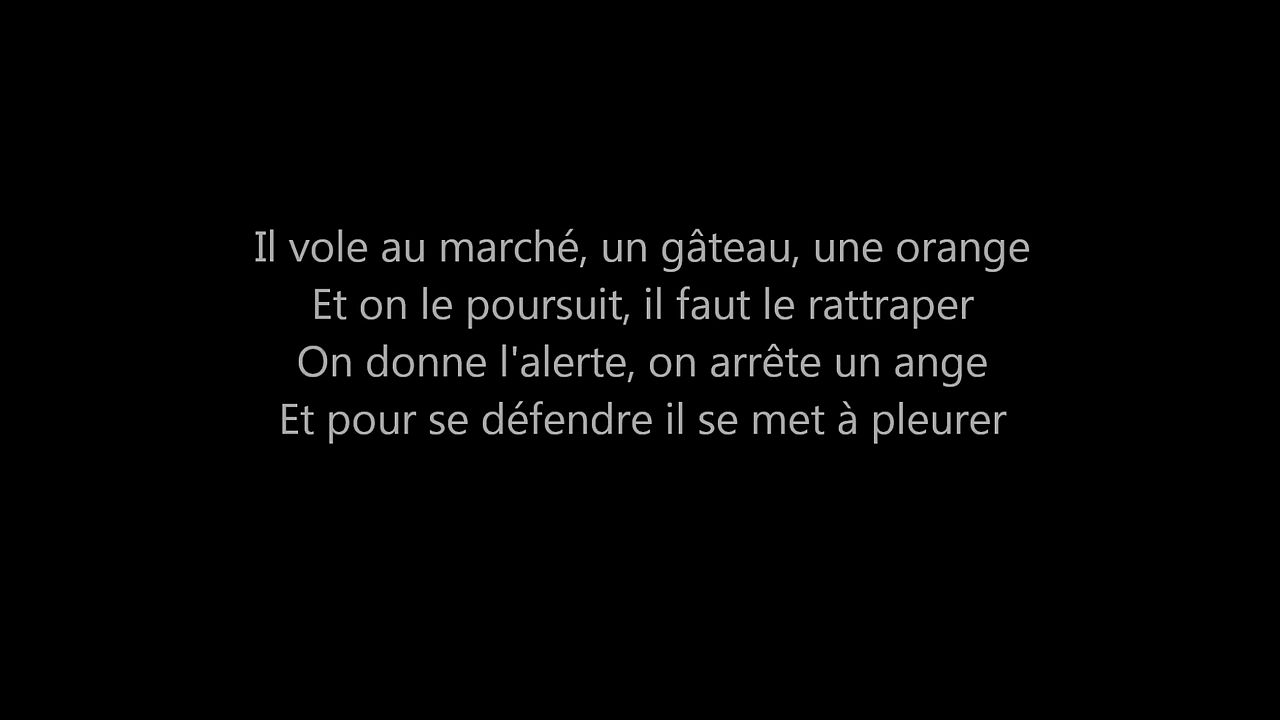 Il vole au marché, un gâteau, une orange
Et on le poursuit, il faut le rattraper
On donne l'alerte, on arrête un ange
Et pour se défendre il se met à pleurer